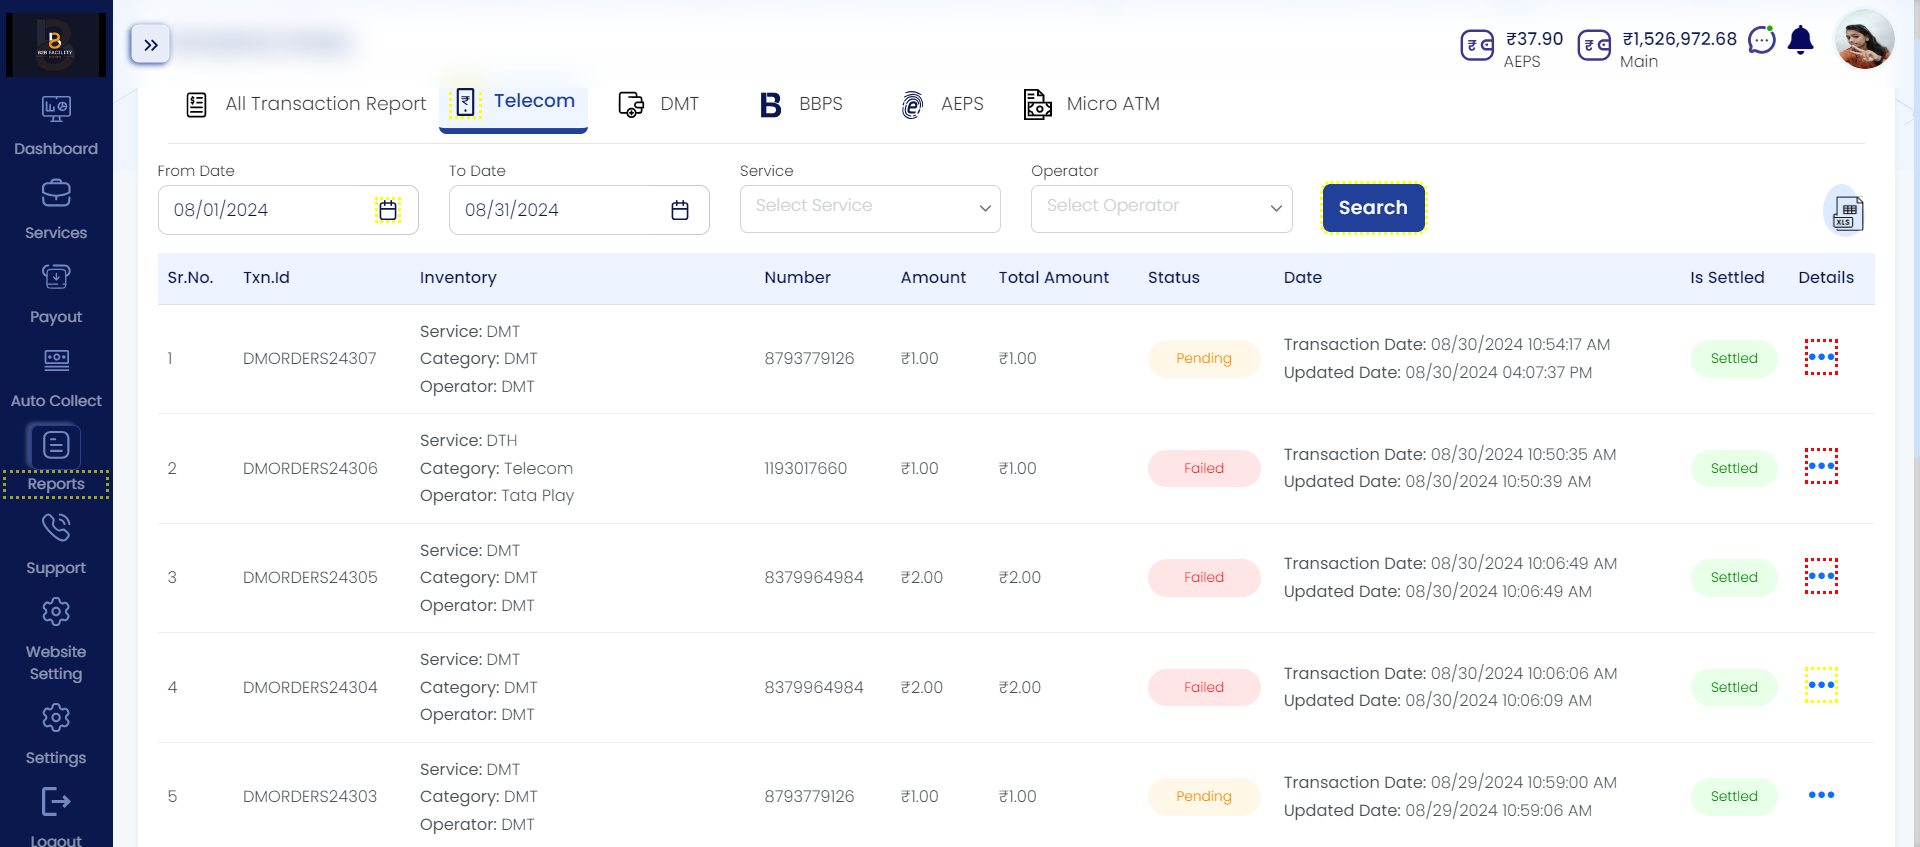 B2B FACILITY
₹37.90
AEPS
₹1,526,972.68
Main
Dashboard
Services
Payout
Auto Collect
Reports
Support
Website
Setting
Settings
Logout
All Transaction Report
Telecom
DMT
BBPS
AEPS
Micro ATM
From Date
08/01/2024
To Date
08/31/2024
Service
Select Service
Operator
Select Operator
Search
XLS
Sr.No. Txn.Id Inventory Number Amount Total Amount Status Date Is Settled Details
Service: DMT
Category: DMT
Operator: DMT
1 DMORDERS24307 8793779126 ₹1.00 ₹1.00 Pending
Transaction Date: 08/30/2024 10:54:17 AM
Updated Date: 08/30/2024 04:07:37 PM
Settled
Service: DTH
Category: Telecom
Operator: Tata Play
2 DMORDERS24306 1193017660 ₹1.00 ₹1.00 Failed
Transaction Date: 08/30/2024 10:50:35 AM
Updated Date: 08/30/2024 10:50:39 AM
Settled
Service: DMT
Category: DMT
Operator: DMT
3 DMORDERS24305 8379964984 ₹2.00 ₹2.00 Failed
Transaction Date: 08/30/2024 10:06:49 AM
Updated Date: 08/30/2024 10:06:49 AM
Settled
Service: DMT
Category: DMT
Operator: DMT
4 DMORDERS24304 8379964984 ₹2.00 ₹2.00 Failed
Transaction Date: 08/30/2024 10:06:06 AM
Updated Date: 08/30/2024 10:06:09 AM
Settled
Service: DMT
Category: DMT
Operator: DMT
5 DMORDERS24303 8793779126 ₹1.00 ₹1.00 Pending
Transaction Date: 08/29/2024 10:59:00 AM
Updated Date: 08/29/2024 10:59:06 AM
Settled